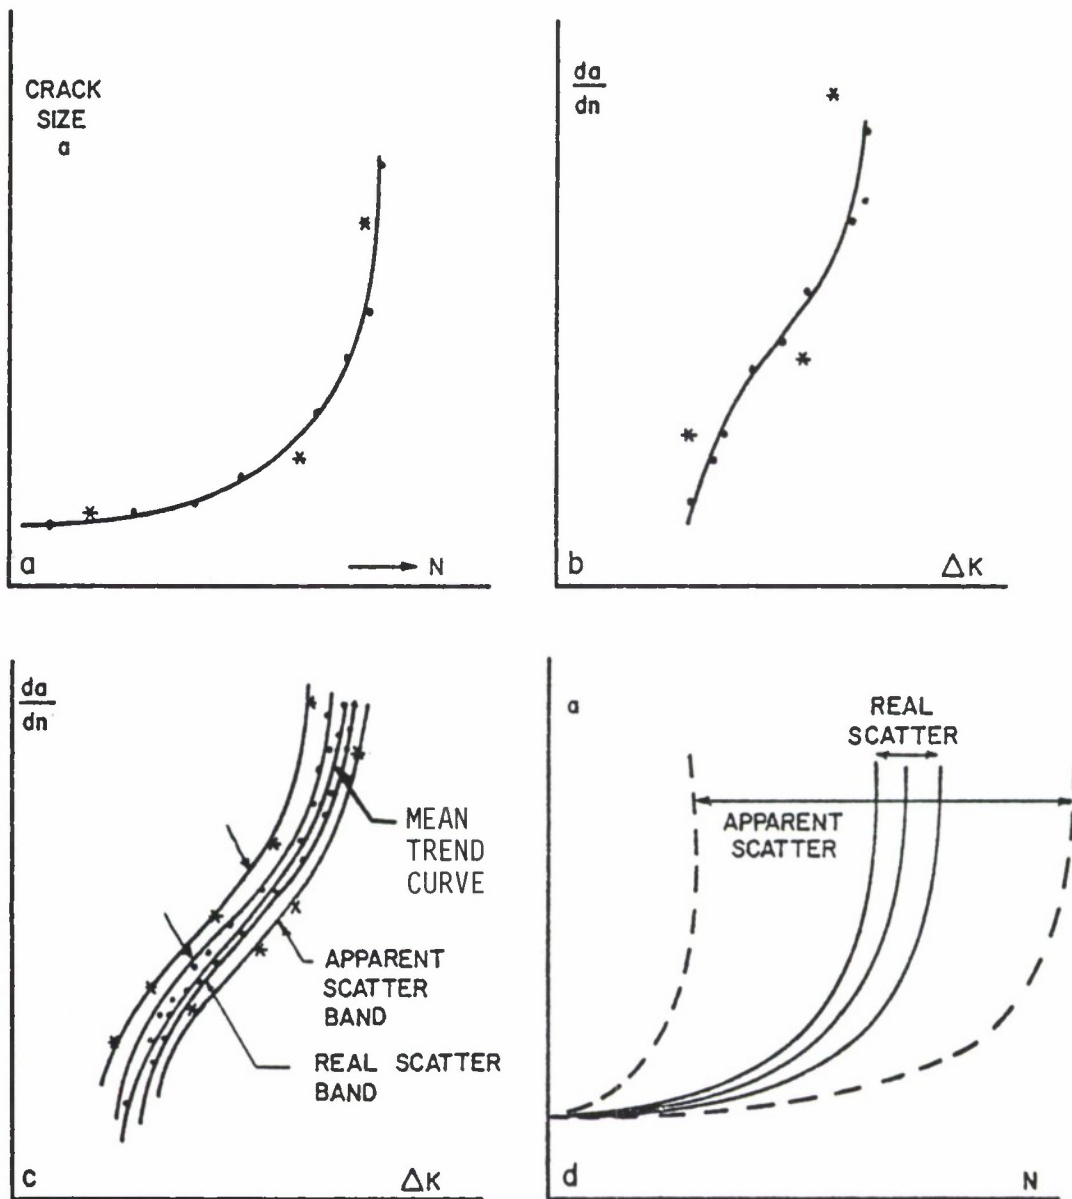 CRACK
SIZE
a
a
N
da
dn
b
ΔK
da
dn
MEAN
TREND
CURVE
APPARENT
SCATTER
BAND
REAL SCATTER
BAND
c
ΔK
a
REAL
SCATTER
APPARENT
SCATTER
d
N